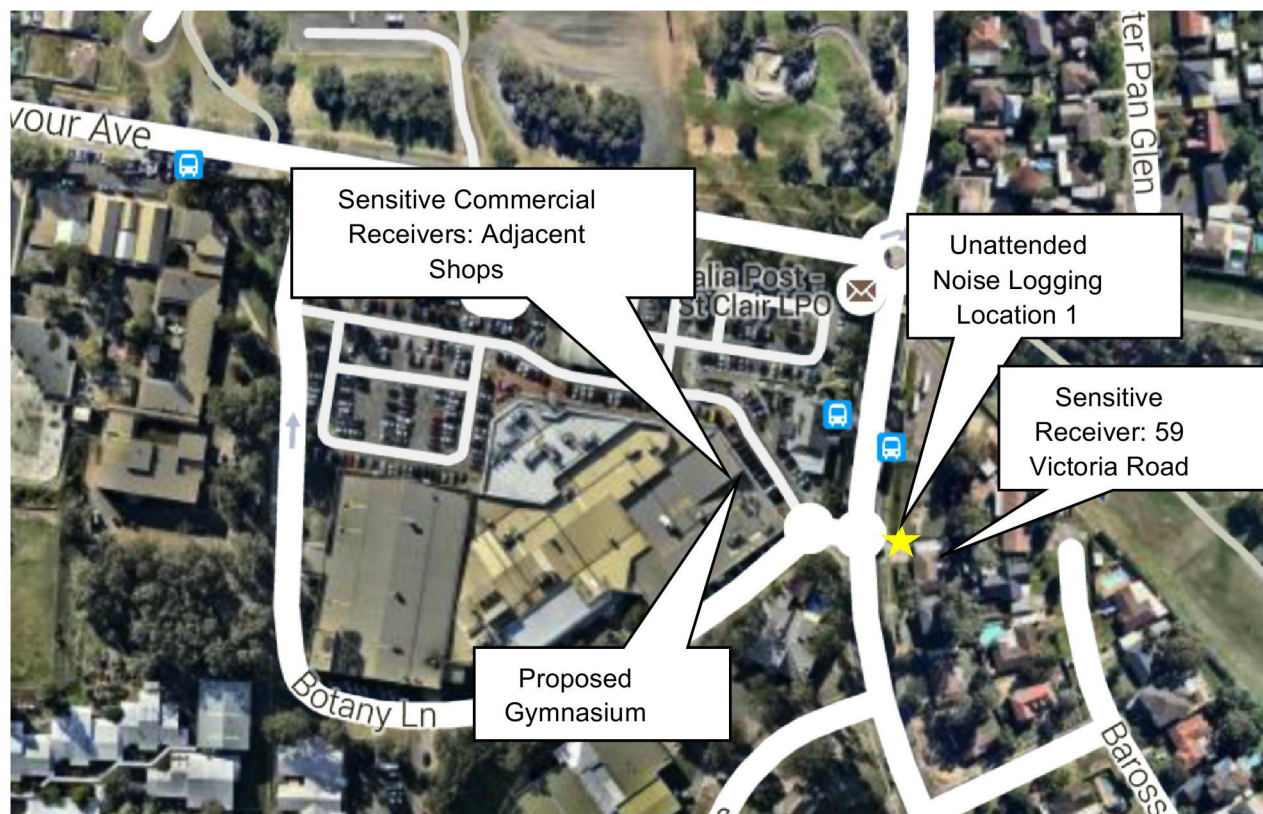 vour Ave
ter Pan Glen
Sensitive Commercial
Receivers: Adjacent
Shops
Unattended
Noise Logging
Location 1
alia Post -
St Clair LPO
Sensitive
Receiver: 59
Victoria Road
Proposed
Gymnasium
Botany Ln
Baross